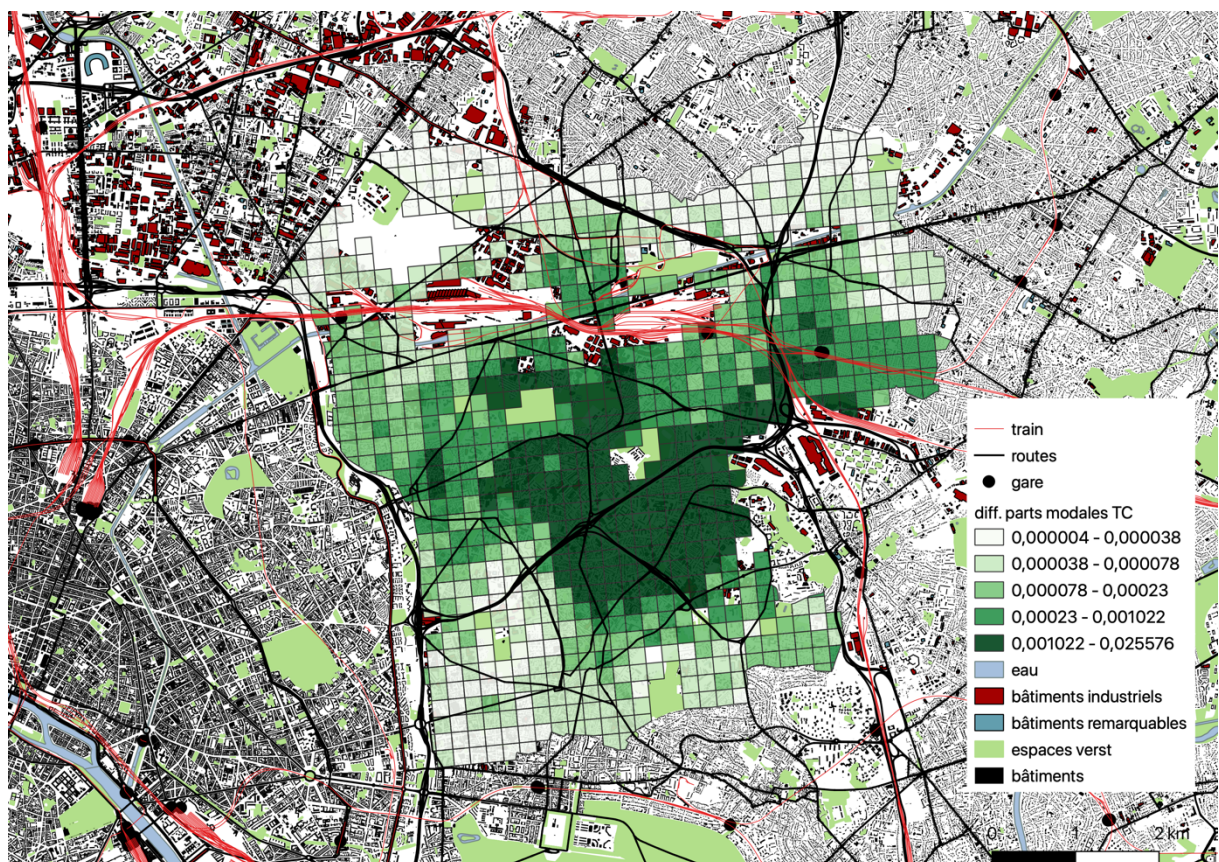 train
routes
gare
diff. parts modales TC
0,000004 - 0,000038
0,000038 - 0,000078
0,000078 - 0,00023
0,00023 - 0,001022
0,001022 - 0,025576
eau
bâtiments industriels
bâtiments remarquables
espaces verst
bâtiments
0 1 2 km